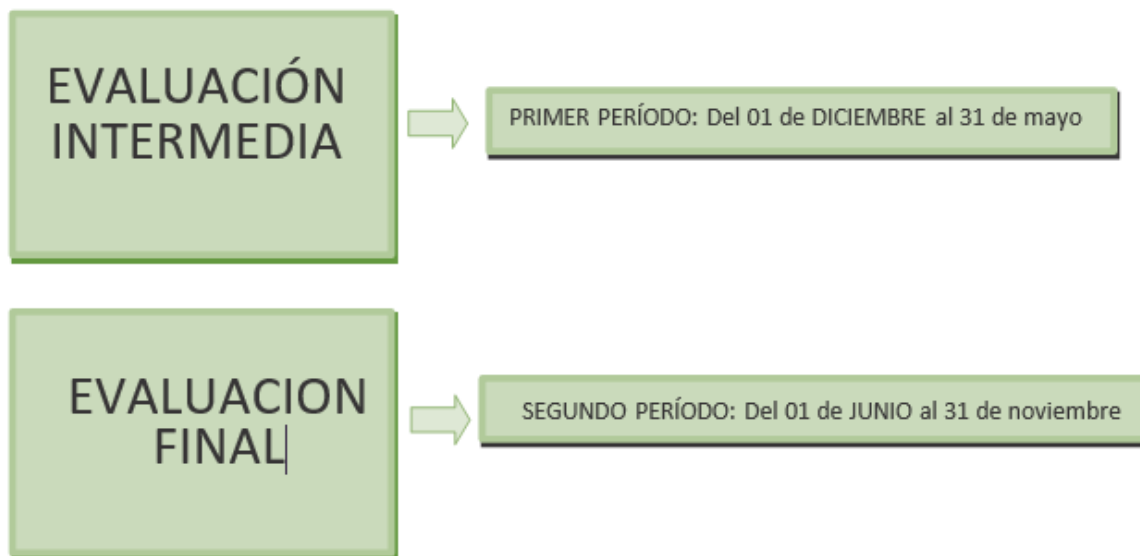 EVALUACIÓN
INTERMEDIA
PRIMER PERÍODO: Del 01 de DICIEMBRE al 31 de mayo
EVALUACION
FINAL
SEGUNDO PERÍODO: Del 01 de JUNIO al 31 de noviembre